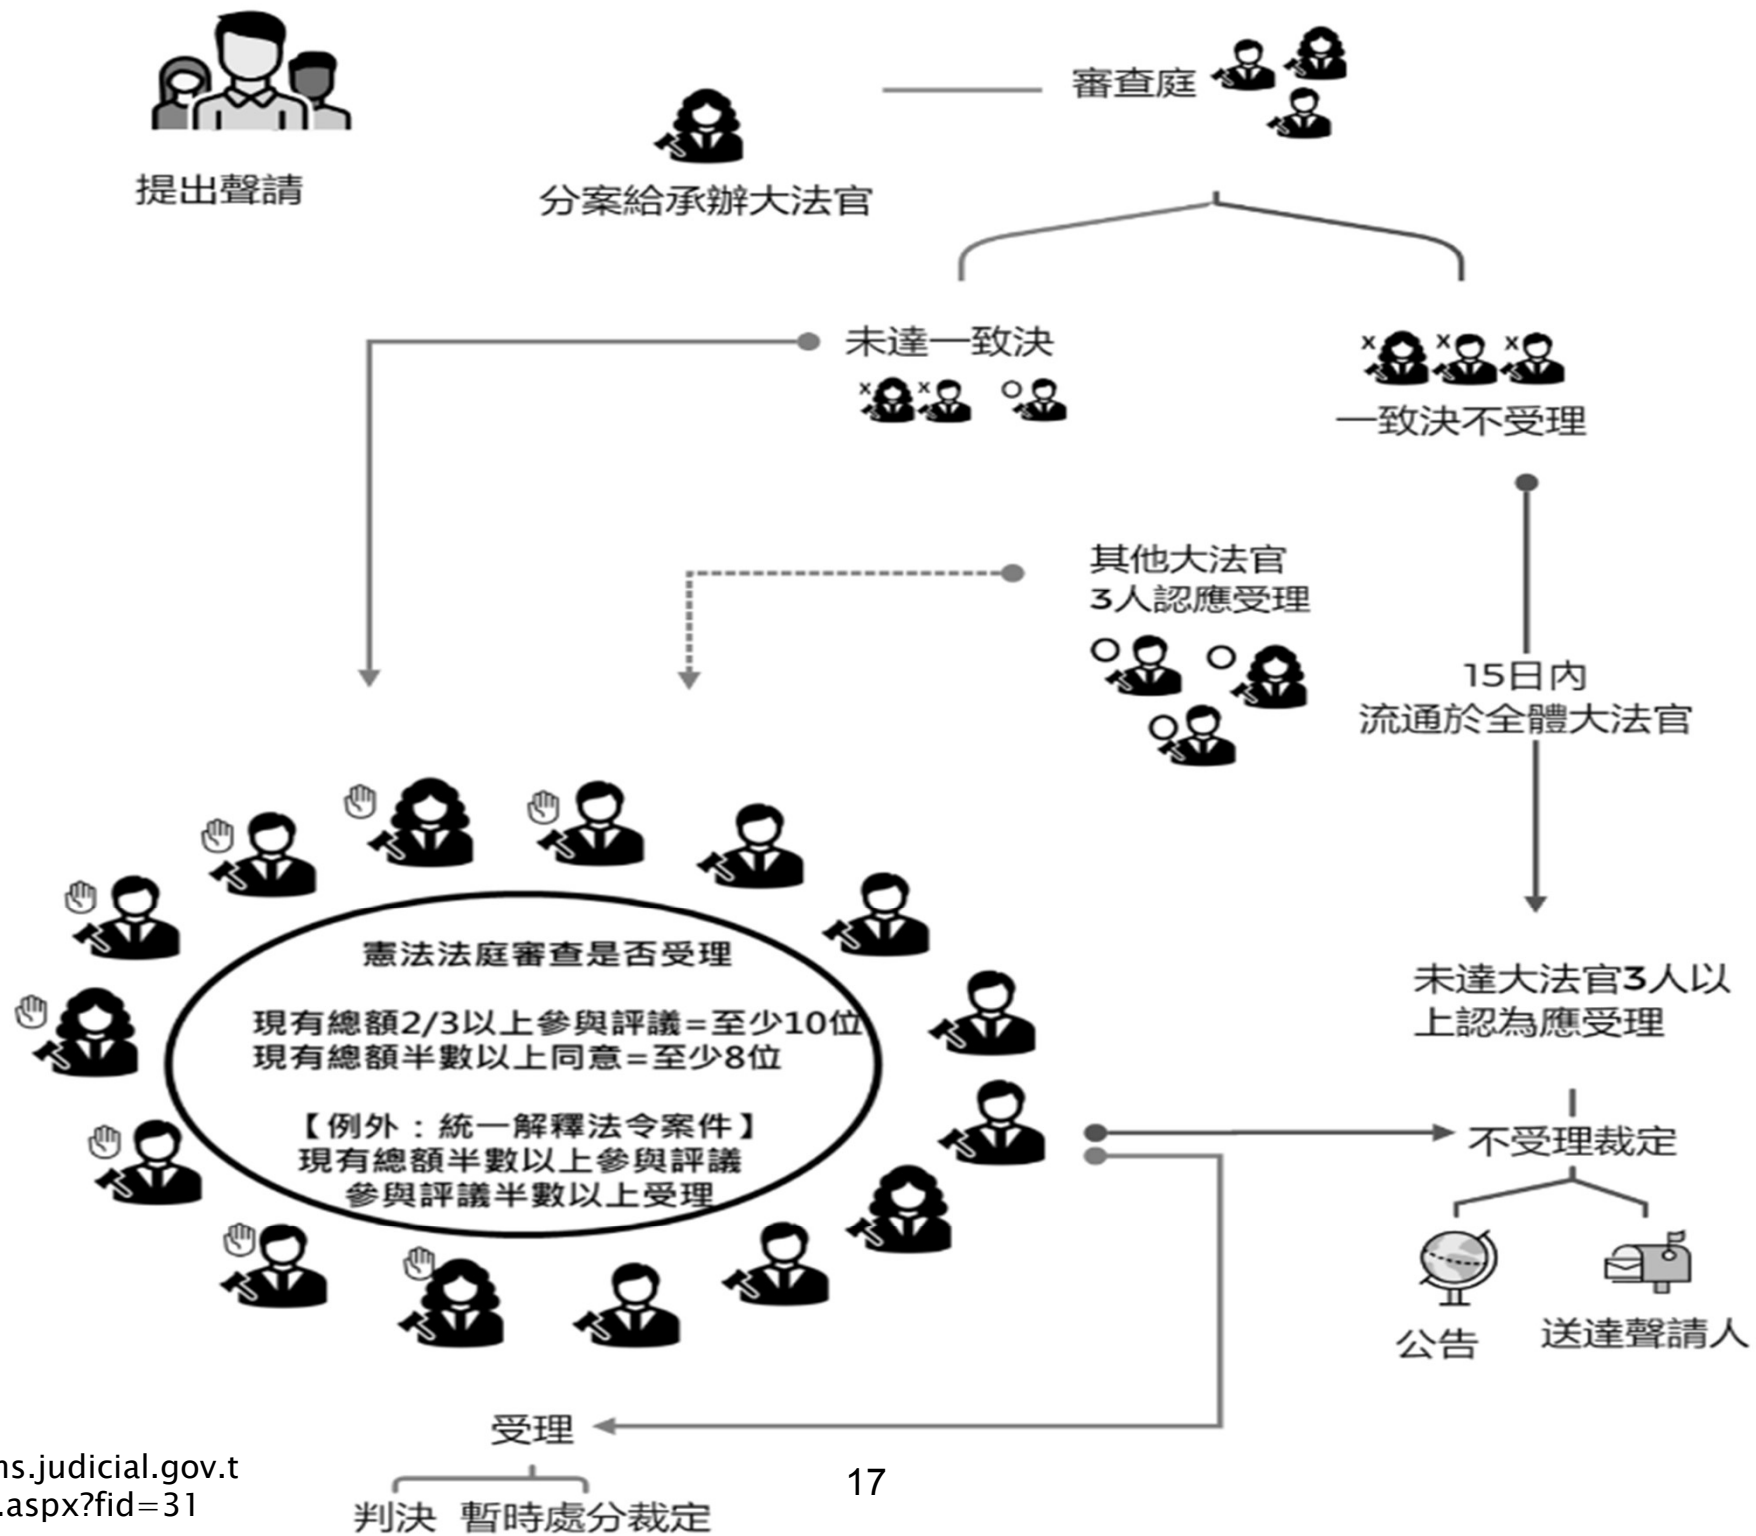 提出聲請
分案給承辦大法官
審查庭
未達一致決
x x
x x x
一致決不受理
其他大法官
3人認應受理
15日內
流通於全體大法官
憲法法庭審查是否受理
現有總額2/3以上參與評議=至少10位
現有總額半數以上同意=至少8位
【例外：統一解釋法令案件】
現有總額半數以上參與評議
參與評議半數以上受理
未達大法官3人以
上認為應受理
不受理裁定
公告
送達聲請人
受理
判決 暫時處分裁定
ns.judicial.gov.t
.aspx?fid=31
17